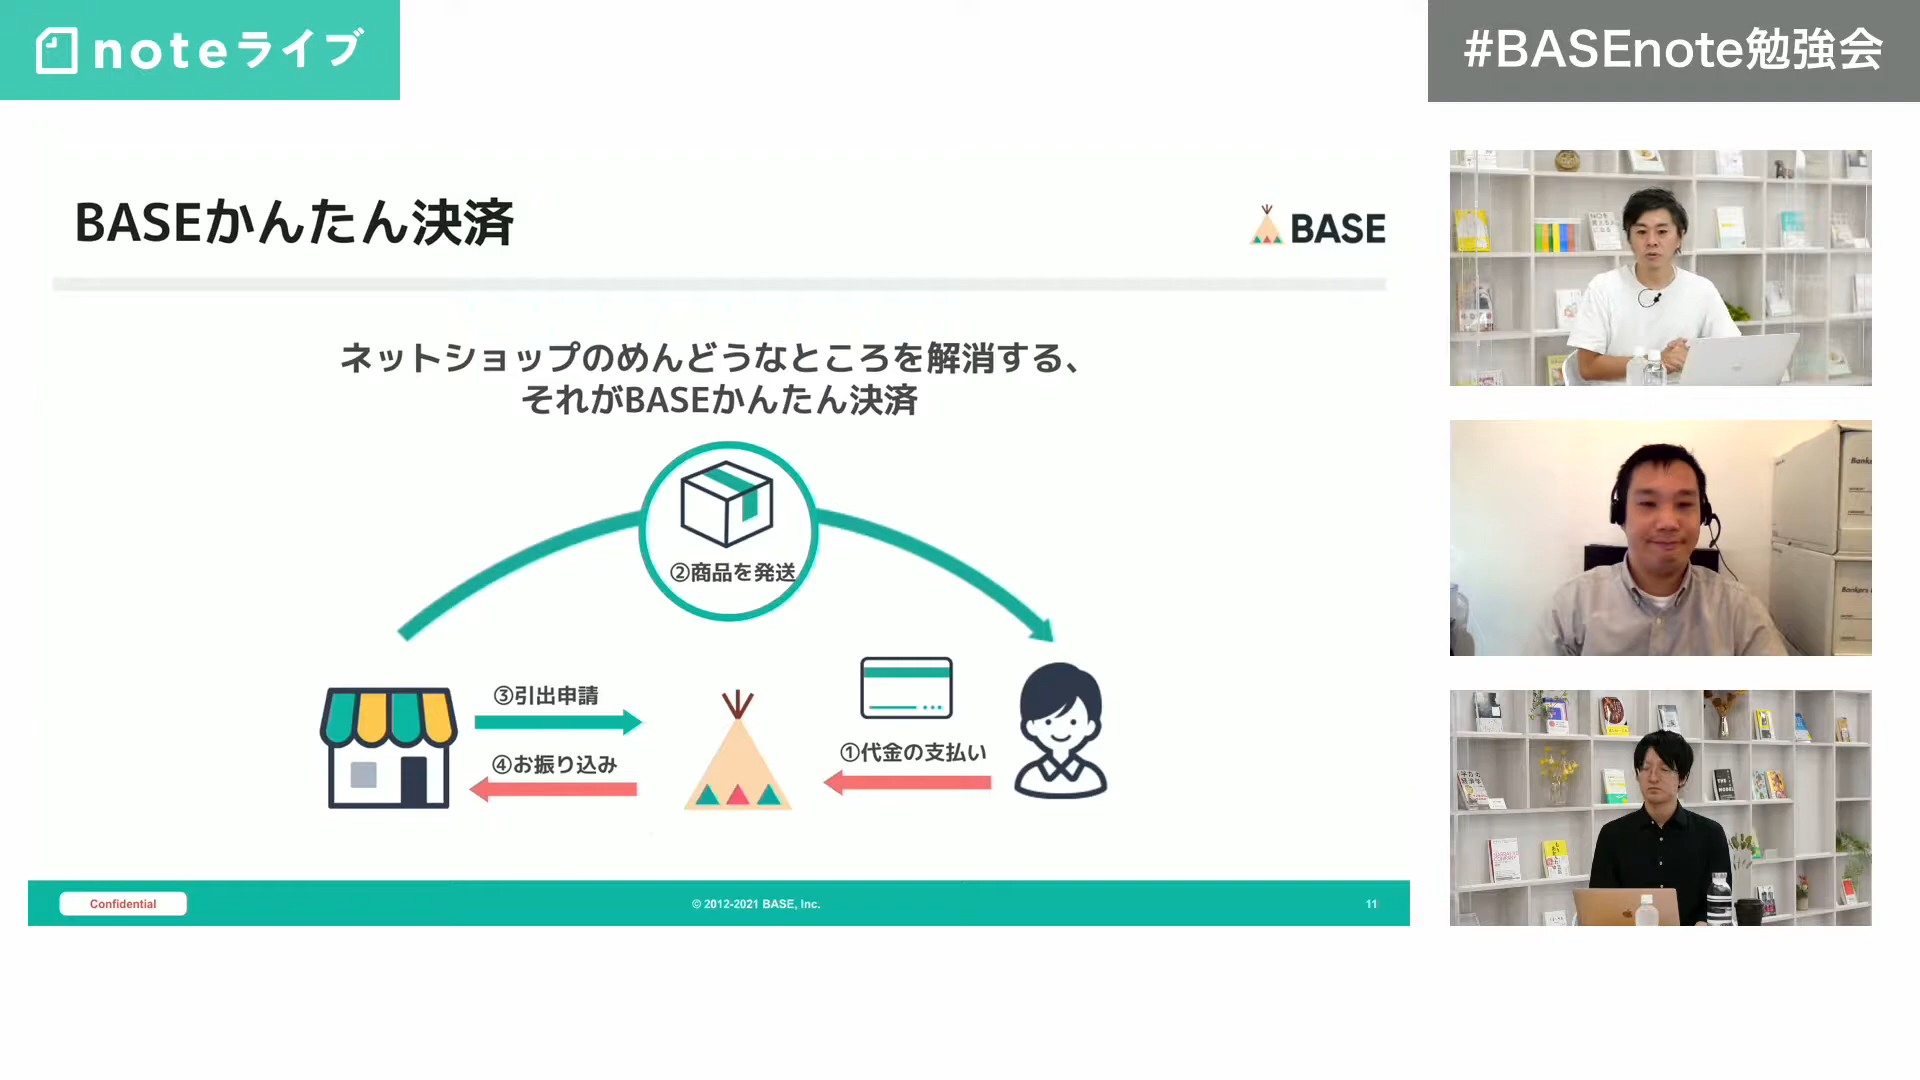 noteライブ
#BASEnote勉強会
BASEかんたん決済
BASE
ネットショップのめんどうなところを解消する、
それがBASEかんたん決済
②商品を発送
③引出申請
④お振り込み
①代金の支払い
Confidential
© 2012-2021 BASE, Inc.
11